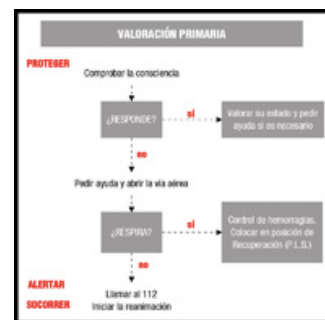 VALORACIÓN PRIMARIA
PROTEGER
Comprobar la consciencia
¿RESPONDE?
sí
Valorar su estado y pedir
ayuda si es necesario
no
Pedir ayuda y abrir la vía aérea
¿RESPIRA?
sí
Control de hemorragias.
Colocar en posición de
Recuperación (P.L.S.)
no
ALERTAR
Llamar al 112
SOCORRER
Iniciar la reanimación